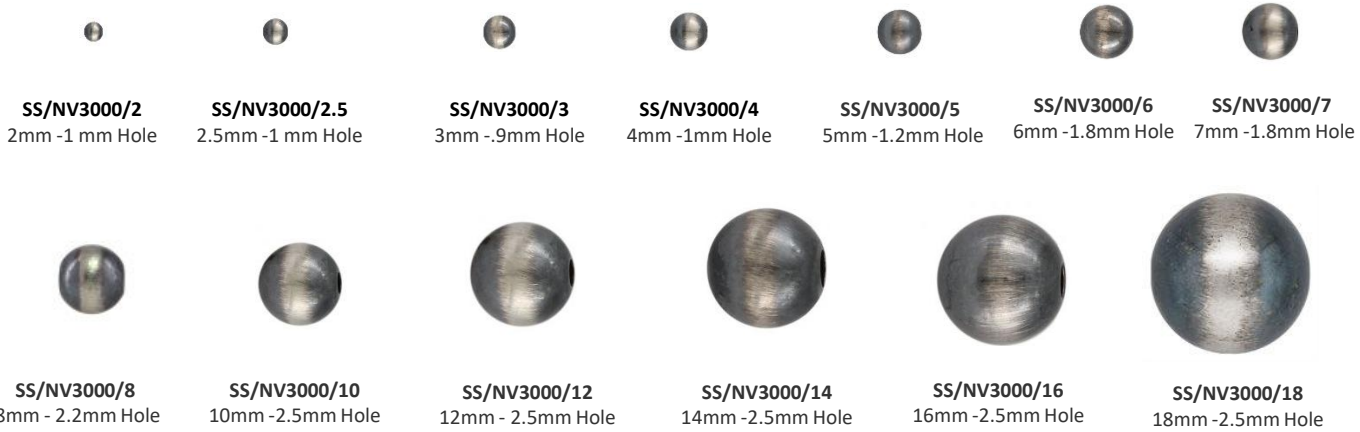 SS/NV3000/2 SS/NV3000/2.5 SS/NV3000/3 SS/NV3000/4 SS/NV3000/5 SS/NV3000/6 SS/NV3000/7
2mm -1 mm Hole 2.5mm -1 mm Hole 3mm -.9mm Hole 4mm -1mm Hole 5mm -1.2mm Hole 6mm -1.8mm Hole 7mm -1.8mm Hole
SS/NV3000/8 SS/NV3000/10 SS/NV3000/12 SS/NV3000/14 SS/NV3000/16 SS/NV3000/18
8mm - 2.2mm Hole 10mm -2.5mm Hole 12mm - 2.5mm Hole 14mm -2.5mm Hole 16mm -2.5mm Hole 18mm -2.5mm Hole